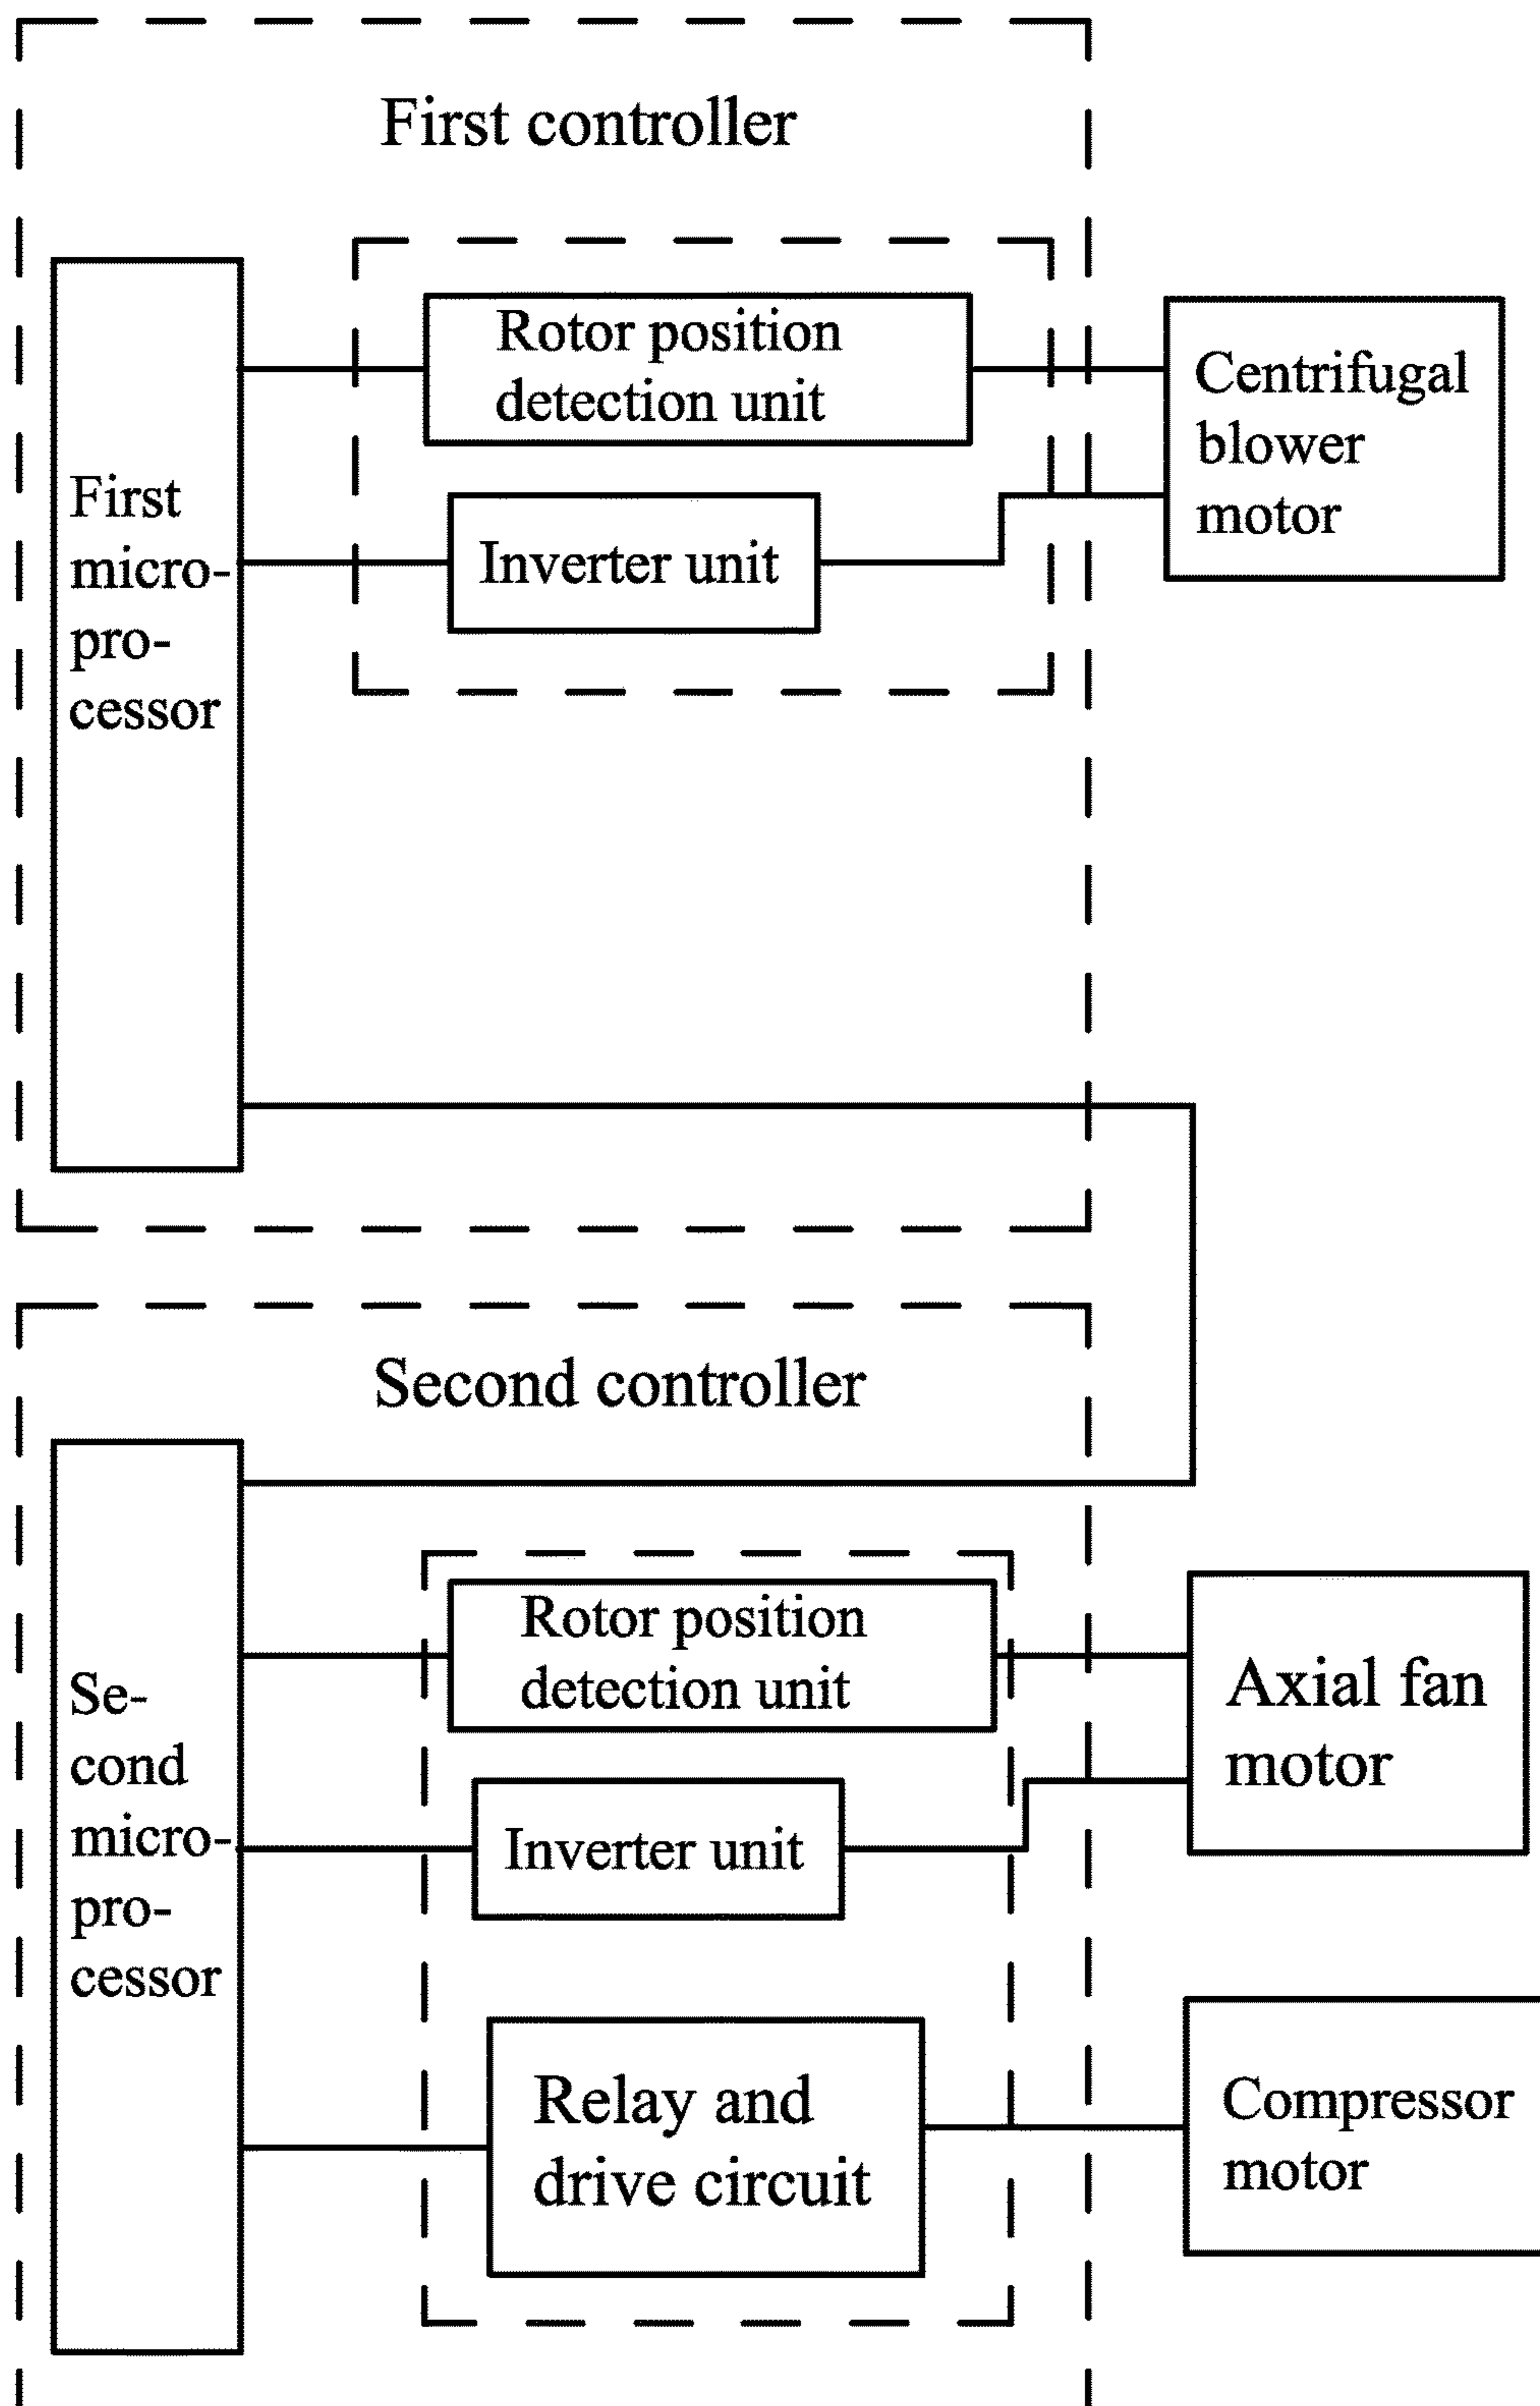 First controller
Rotor position
detection unit
Centrifugal
blower
motor
First
micro-
pro-
cessor
Inverter unit
Second controller
Rotor position
detection unit
Axial fan
motor
Se-
cond
micro-
pro-
cessor
Inverter unit
Relay and
drive circuit
Compressor
motor